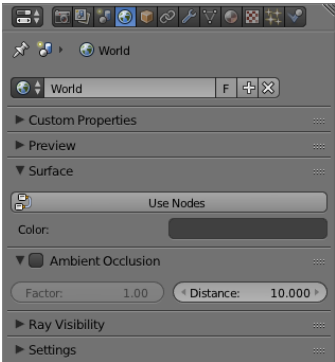 World
World F
Custom Properties
Preview
Surface
Use Nodes
Color:
Ambient Occlusion
Factor: 1.00 Distance: 10.000
Ray Visibility
Settings